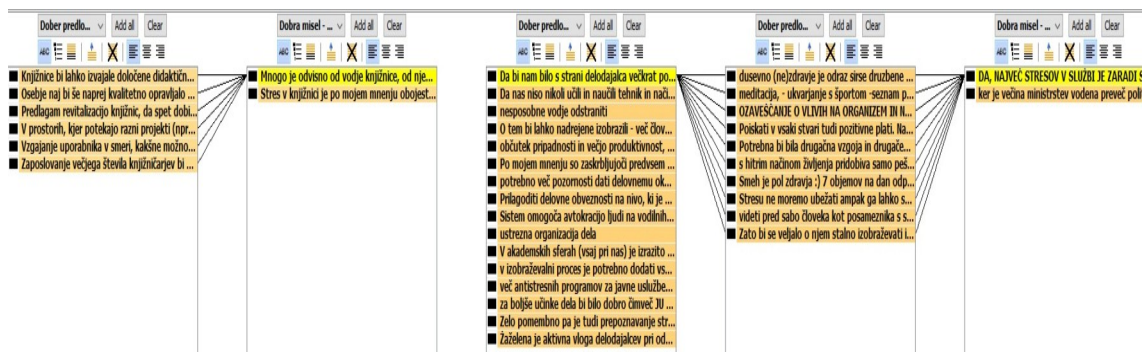 Dober predlo... Add all Clear
ABC
Knjižnice bi lahko izvajale določene didaktičn...
Osebje naj bi še naprej kvalitetno opravljalo ...
Predlagam revitalizacijo knjižnic, da spet dobi...
V prostorih, kjer potekajo razni projekti (npr...
Vzgajanje uporabnika v smeri, kakšne možno...
Zaposlovanje večjega števila knjižničarjev bi ...
Dobra misel - ... Add all Clear
ABC
Mnogo je odvisno od vodje knjižnice, od nje...
Stres v knjižnici je po mojem mnenju obojest...
Dober predlo... Add all Clear
ABC
Da bi nam bilo s strani delodajalca večkrat po...
Da nas niso nikoli učili in naučili tehnik in nači...
nesposobne vodje odstraniti
O tem bi lahko nadrejene izobrazili - več člov...
občutek pripadnosti in večjo produktivnost, ...
Po mojem mnenju so zaskrbljujoči predvsem ...
potrebno več pozornosti dati delovnemu ok...
Prilagoditi delovne obveznosti na nivo, ki je ...
Sistem omogoča avtokracijo ljudi na vodilnih...
ustrezna organizacija dela
V akademskih sferah (vsaj pri nas) je izrazito ...
v izobraževalni proces je potrebno dodati vs...
več antistresnih programov za javne uslužbe...
za boljše učinke dela bi bilo dobro čimveč JU ...
Zelo pomembno pa je tudi prepoznavanje str...
Zaželena je aktivna vloga delodajalcev pri od...
Dober predlo... Add all Clear
ABC
dusevno (ne)zdravje je odraz sirse druzbene ...
meditacija, - ukvarjanje s športom -seznam p...
OZAVEŠČANJE O VLIVIH NA ORGANIZEM IN N...
Poiskati v vsaki stvari tudi pozitivne plati. Na...
Potrebna bi bila drugačna vzgoja in drugače...
s hitrim načinom življenja pridobiva samo peš...
Smeh je pol zdravja :) 7 objemov na dan odp...
Stresu ne moremo ubežati ampak ga lahko s...
videti pred sabo človeka kot posameznika s s...
Zato bi se veljalo o njem stalno izobraževati i...
Dobra misel - ... Add all Clear
ABC
DA, NAJVEČ STRESOV V SLUŽBI JE ZARADI S
ker je večina ministrstev vodena preveč poli